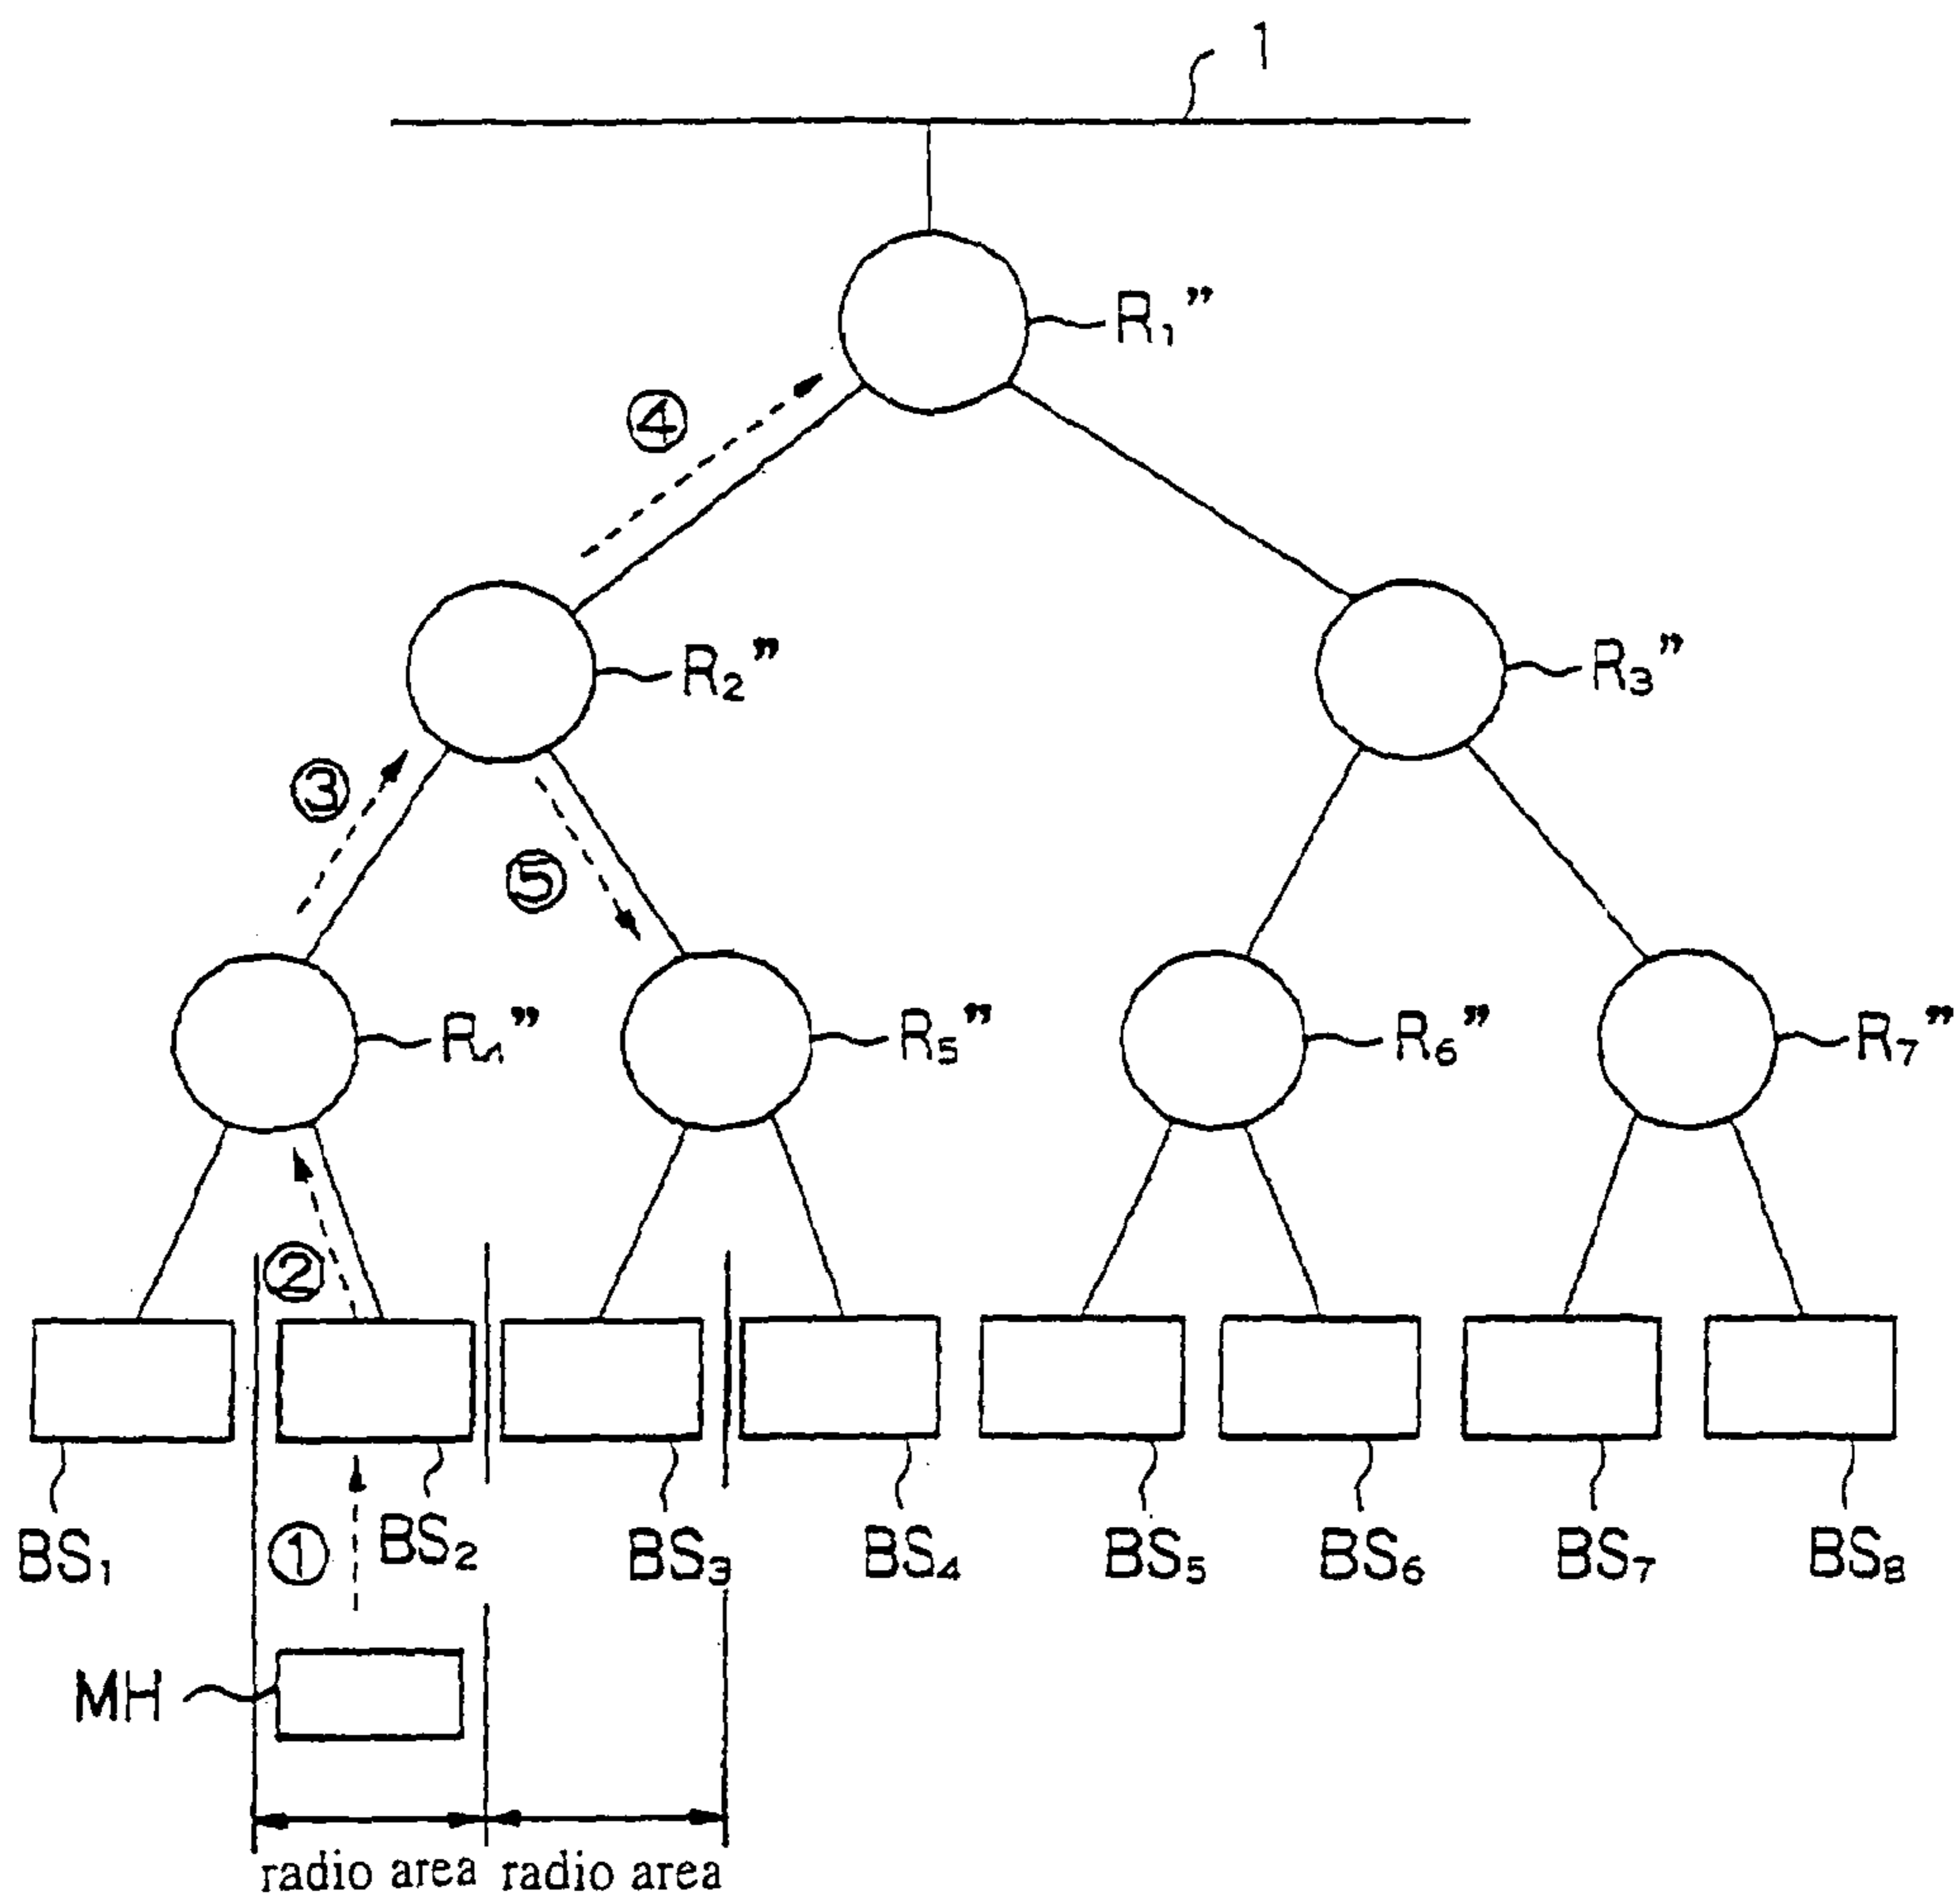 1
R₁”
④
R₂”
R₃”
③
⑤
R₄”
R₅”
R₆”
R₇”
②
BS₁
①
BS₂
BS₃
BS₄
BS₅
BS₆
BS₇
BS₈
MH
radio area radio area